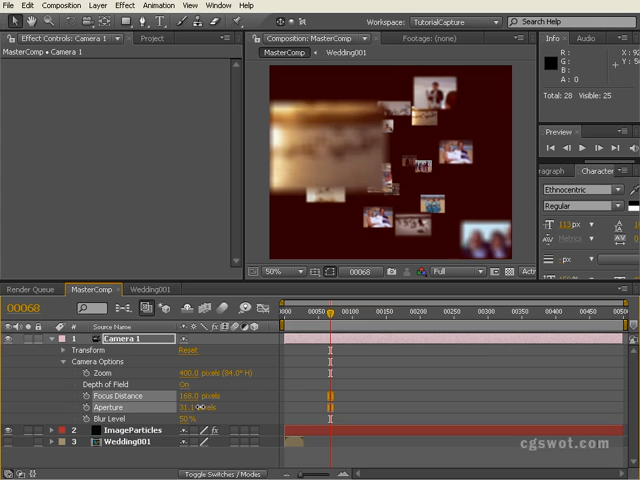 File Edit Composition Layer Effect Animation View Window Help
Workspace: TutorialCapture Search Help
Effect Controls: Camera 1 Project
Composition: MasterComp Footage: (none)
Info Audio
MasterComp • Camera 1
MasterComp Wedding001
R :
G :
B :
A : 0
Total: 28 Visible: 25
Preview
Character
Ethnocentric
Regular
113 px
Metrics
- px
50% 00068 Full
Render Queue MasterComp Wedding001
00068
# Source Name
1 Camera 1
Transform Reset
Camera Options
Zoom 400.0 pixels (84.0° H)
Depth of Field On
Focus Distance 168.0 pixels
Aperture 31.1 pixels
Blur Level 50 %
2 ImageParticles
3 Wedding001
Toggle Switches / Modes
0000 00050 00100 00150 00200 00250 00300 00350 00400 00450 00500
cgswot.com